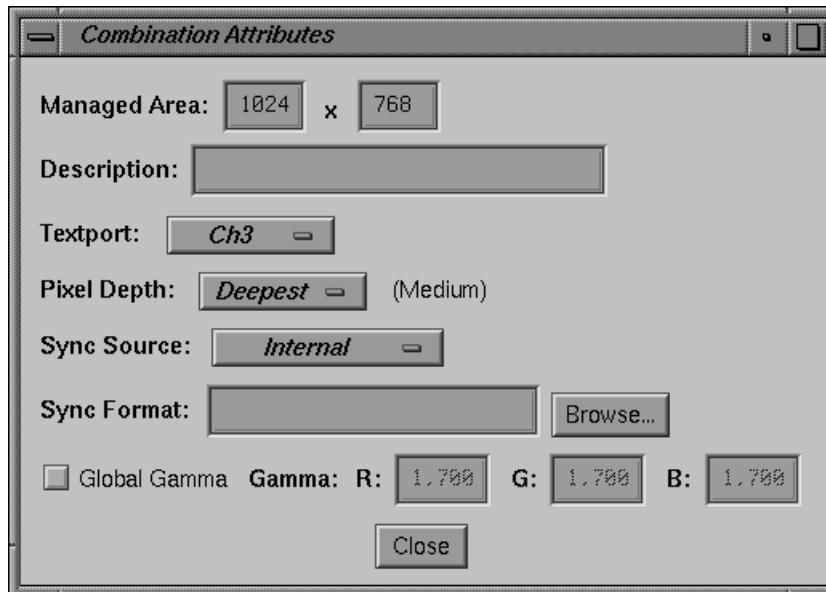 Combination Attributes
Managed Area: 1024 x 768
Description:
Textport: Ch3
Pixel Depth: Deepest (Medium)
Sync Source: Internal
Sync Format: Browse...
Global Gamma Gamma: R: 1.700 G: 1.700 B: 1.700
Close